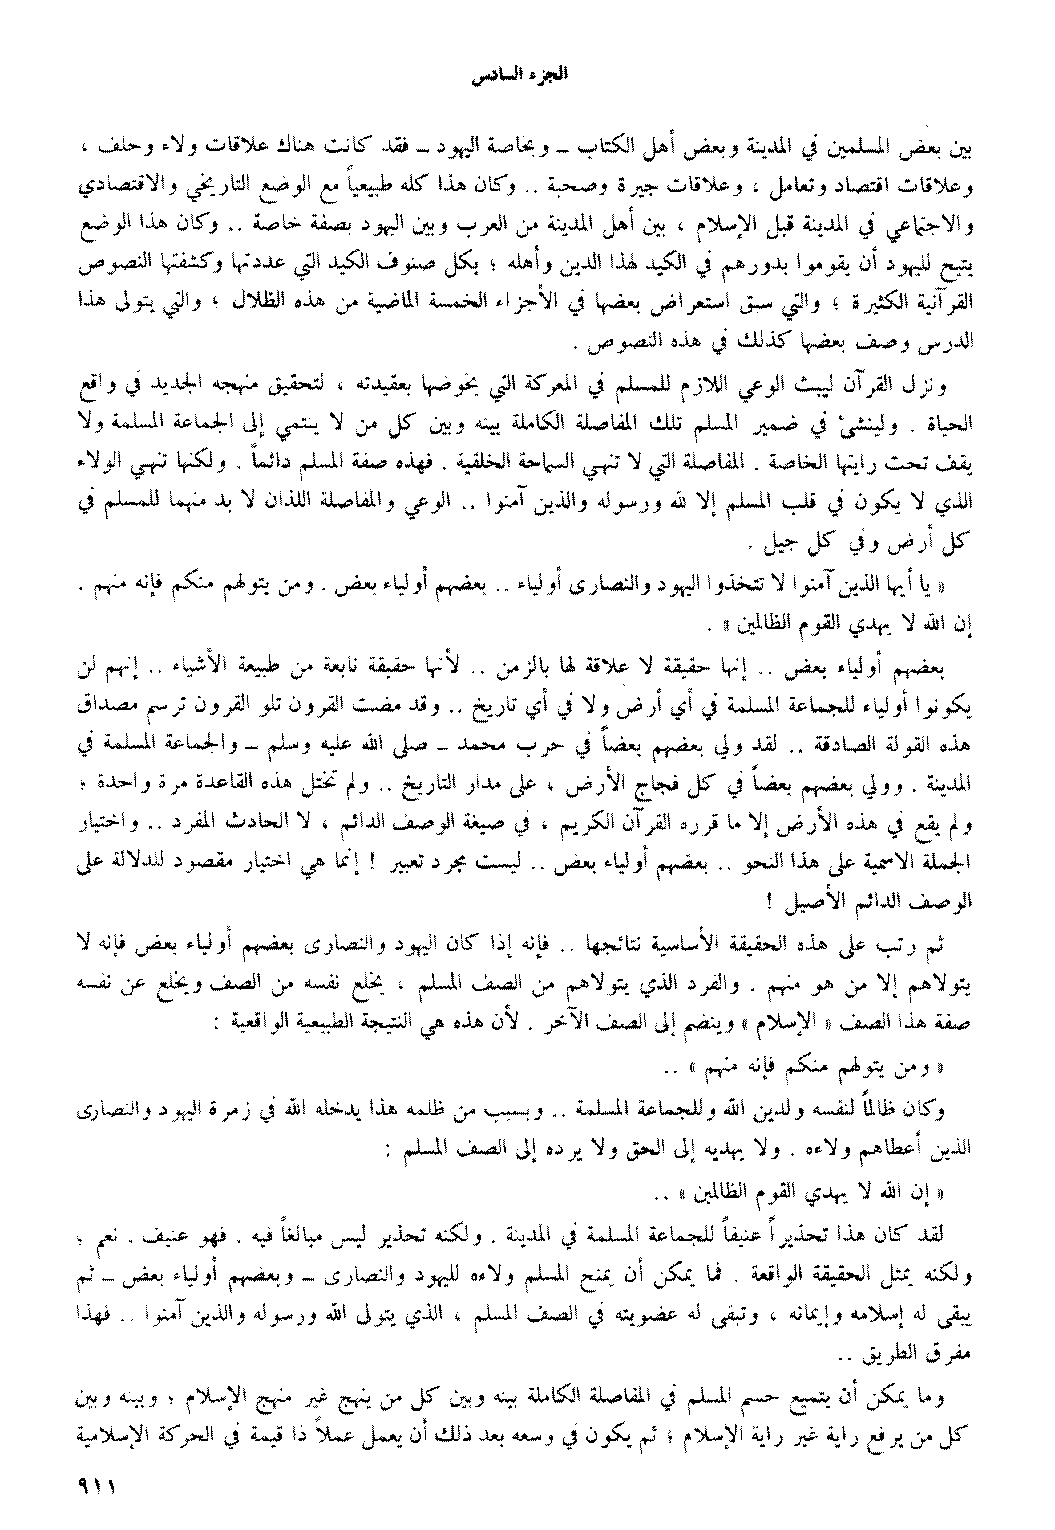 الجزء السادس
بين بعض المسلمين في المدينة وبعض أهل الكتاب – وبخاصة اليهود – فقد كانت هناك علاقات ولاء وحلف ،
وعلاقات اقتصاد وتعامل ، وعلاقات جيرة وصحبة .. وكان هذا كله طبيعياً مع الوضع التاريخي والاقتصادي
والاجتماعي في المدينة قبل الإسلام ، بين أهل المدينة من العرب وبين اليهود بصفة خاصة .. وكان هذا الوضع
يتيح لليهود أن يقوموا بدورهم في الكيد لهذا الدين وأهله ؛ بكل صنوف الكيد التي عددتها وكشفتها النصوص
القرآنية الكثيرة ؛ والتي سبق استعراض بعضها في الأجزاء الخمسة الماضية من هذه الظلال ؛ والتي يتولى هذا
الدرس وصف بعضها كذلك في هذه النصوص .
ونزل القرآن ليبث الوعي اللازم للمسلم في المعركة التي يخوضها بعقيدته ، لتحقيق منهجه الجديد في واقع
الحياة . ولينشئ في ضمير المسلم تلك المفاصلة الكاملة بينه وبين كل من لا ينتمي إلى الجماعة المسلمة ولا
يقف تحت رايتها الخاصة . المفاصلة التي لا تنهي السماحة الخلقية . فهذه صفة المسلم دائماً . ولكنها تنهي الولاء
الذي لا يكون في قلب المسلم إلا لله ورسوله والذين آمنوا .. الوعي والمفاصلة اللذان لا بد منهما للمسلم في
كل أرض وفي كل جيل .
« يا أيها الذين آمنوا لا تتخذوا اليهود والنصارى أولياء .. بعضهم أولياء بعض . ومن يتولهم منكم فإنه منهم .
إن الله لا يهدي القوم الظالمين » .
بعضهم أولياء بعض .. إنها حقيقة لا علاقة لها بالزمن .. لأنها حقيقة نابعة من طبيعة الأشياء .. إنهم لن
يكونوا أولياء للجماعة المسلمة في أي أرض ولا في أي تاريخ .. وقد مضت القرون تلو القرون ترسم مصداق
هذه القولة الصادقة .. لقد ولي بعضهم بعضاً في حرب محمد – صلى الله عليه وسلم – والجماعة المسلمة في
المدينة . وولي بعضهم بعضاً في كل فجاج الأرض ، على مدار التاريخ .. ولم تختل هذه القاعدة مرة واحدة ؛
ولم يقع في هذه الأرض إلا ما قرره القرآن الكريم ، في صيغة الوصف الدائم ، لا الحادث المفرد .. واختيار
الجملة الاسمية على هذا النحو .. بعضهم أولياء بعض .. ليست مجرد تعبير ! إنما هي اختيار مقصود للدلالة على
الوصف الدائم الأصيل !
ثم رتب على هذه الحقيقة الأساسية نتائجها .. فإنه إذا كان اليهود والنصارى بعضهم أولياء بعض فإنه لا
يتولاهم إلا من هو منهم . والفرد الذي يتولاهم من الصف المسلم ، يخلع نفسه من الصف ويخلع عن نفسه
صفة هذا الصف « الإسلام » وينضم إلى الصف الآخر . لأن هذه هي النتيجة الطبيعية الواقعية :
« ومن يتولهم منكم فإنه منهم » ..
وكان ظالماً لنفسه ولدين الله وللجماعة المسلمة .. وبسبب من ظلمه هذا يدخله الله في زمرة اليهود والنصارى
الذين أعطاهم ولاءه . ولا يهديه إلى الحق ولا يرده إلى الصف المسلم :
« إن الله لا يهدي القوم الظالمين » ..
لقد كان هذا تحذيراً عنيفاً للجماعة المسلمة في المدينة . ولكنه تحذير ليس مبالغاً فيه . فهو عنيف . نعم ؛
ولكنه يمثل الحقيقة الواقعة . فما يمكن أن يمنح المسلم ولاءه لليهود والنصارى – وبعضهم أولياء بعض – ثم
يبقى له إسلامه وإيمانه ، وتبقى له عضويته في الصف المسلم ، الذي يتولى الله ورسوله والذين آمنوا .. فهذا
مفرق الطريق ..
وما يمكن أن يتميع حسم المسلم في المفاصلة الكاملة بينه وبين كل من ينهج غير منهج الإسلام ؛ وبينه وبين
كل من يرفع راية غير راية الإسلام ؛ ثم يكون في وسعه بعد ذلك أن يعمل عملاً ذا قيمة في الحركة الإسلامية
٩١١